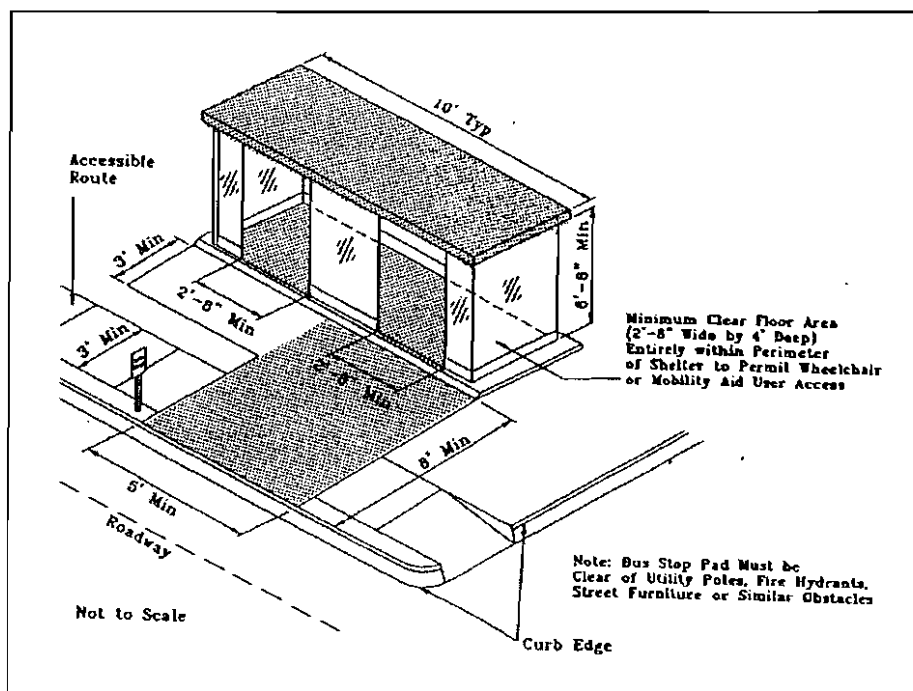 10' Typ
Accessible
Route
3' Min
2'-8" Min
6'-8" Min
3' Min
Minimum Clear Floor Area
(2'-8" Wide by 4' Deep)
Entirely within Perimeter
of Shelter to Permit Wheelchair
or Mobility Aid User Access
2'-8" Min
8' Min
5' Min
Roadway
Note: Bus Stop Pad Must be
Clear of Utility Poles, Fire Hydrants,
Street Furniture or Similar Obstacles
Not to Scale
Curb Edge